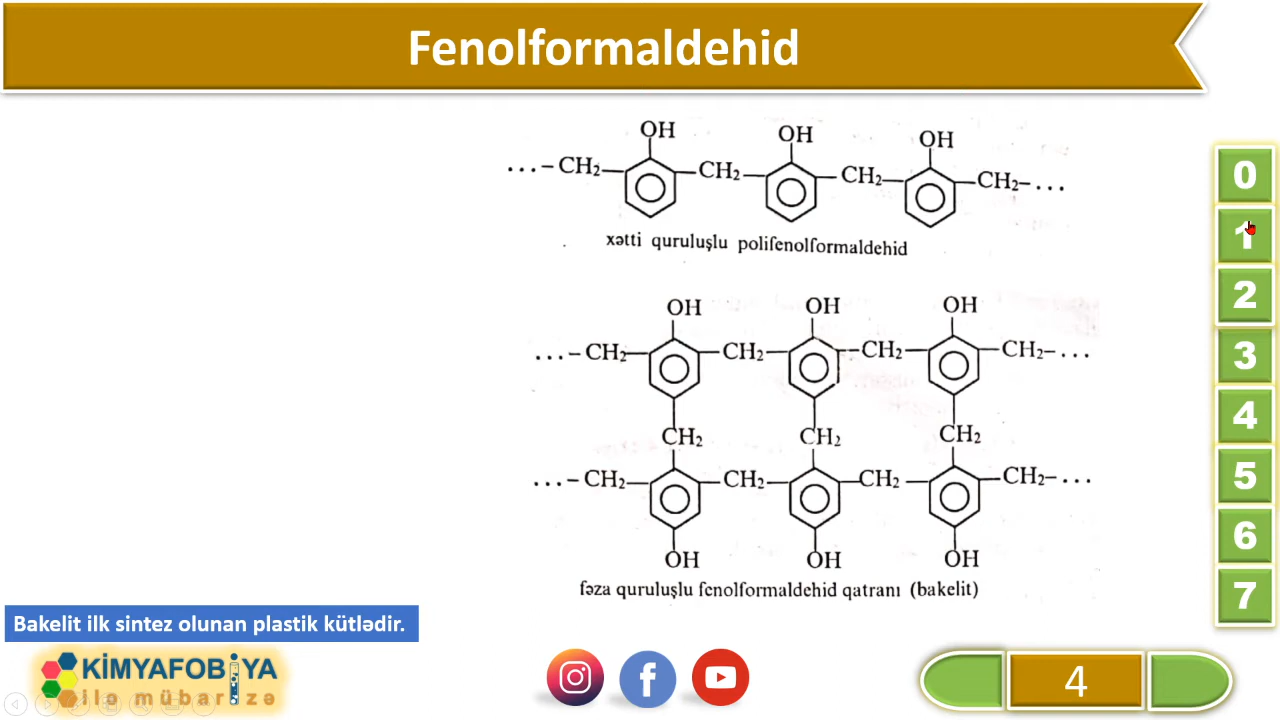 Fenolformaldehid
OH OH OH
...–CH₂– –CH₂– –CH₂– –CH₂–...
xətti quruluşlu polifenolformaldehid
OH OH OH
...–CH₂– –CH₂– –CH₂– –CH₂–...
CH₂ CH₂ CH₂
...–CH₂– –CH₂– –CH₂– –CH₂–...
OH OH OH
fəza quruluşlu fenolformaldehid qatranı (bakelit)
0
1
2
3
4
5
6
7
Bakelit ilk sintez olunan plastik kütlədir.
KİMYAFOBİYA
ilə mübarizə
4